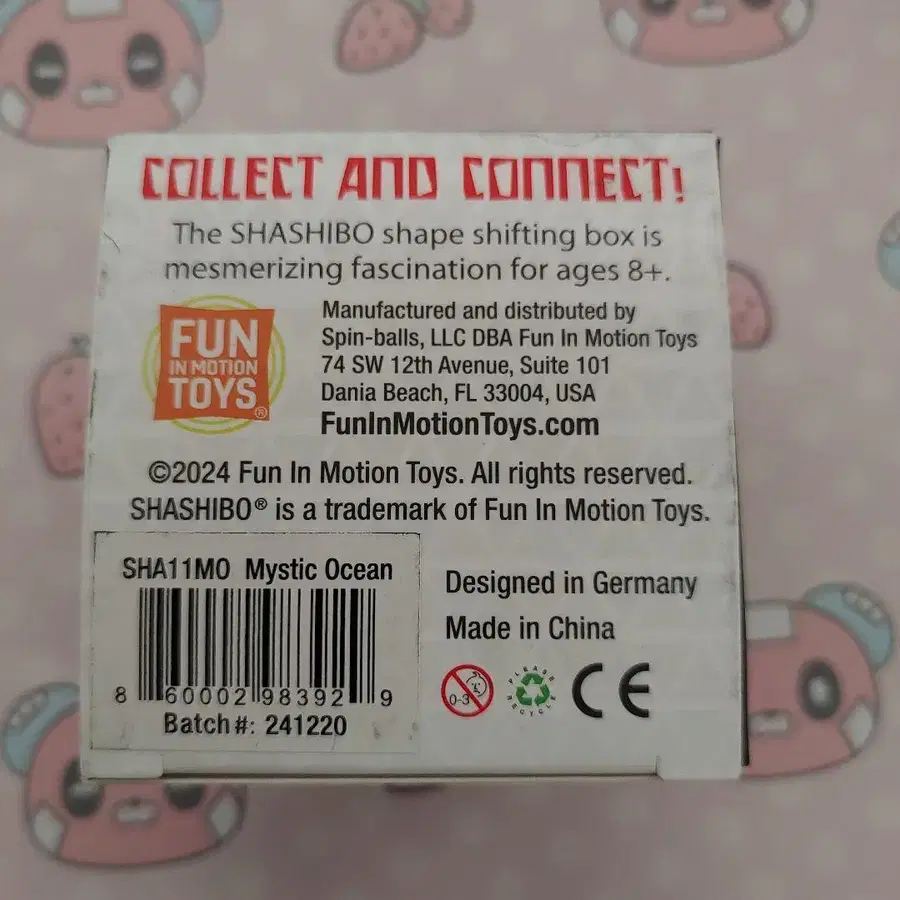 COLLECT AND CONNECT!
The SHASHIBO shape shifting box is
mesmerizing fascination for ages 8+.
FUN
IN MOTION
TOYS®
Manufactured and distributed by
Spin-balls, LLC DBA Fun In Motion Toys
74 SW 12th Avenue, Suite 101
Dania Beach, FL 33004, USA
FunInMotionToys.com
©2024 Fun In Motion Toys. All rights reserved.
SHASHIBO® is a trademark of Fun In Motion Toys.
SHA11MO Mystic Ocean
8 60002 98392 9
Batch#: 241220
Designed in Germany
Made in China
0-3
PLEASE
RECYCLE
CE